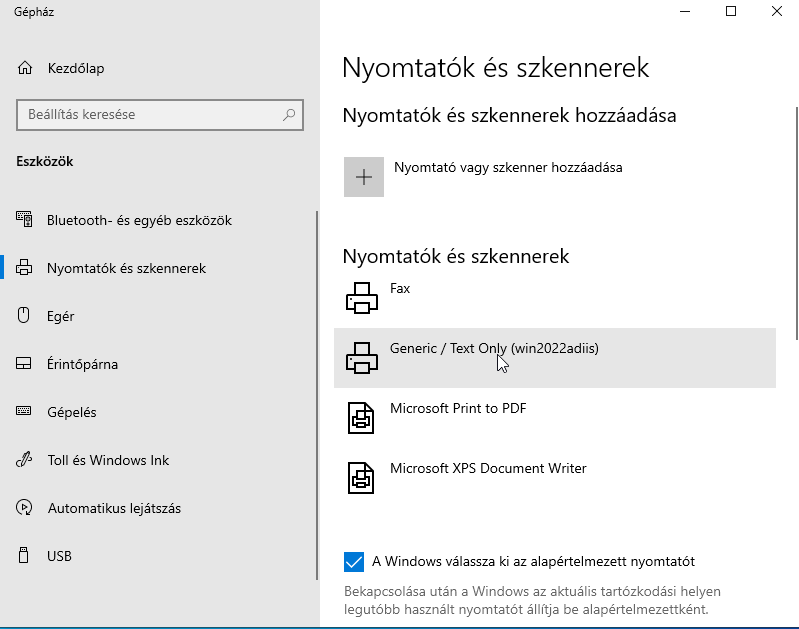 Gépház
Kezdőlap
Beállítás keresése
Eszközök
Bluetooth- és egyéb eszközök
Nyomtatók és szkennerek
Egér
Érintőpárna
Gépelés
Toll és Windows Ink
Automatikus lejátszás
USB
Nyomtatók és szkennerek
Nyomtatók és szkennerek hozzáadása
Nyomtató vagy szkenner hozzáadása
Nyomtatók és szkennerek
Fax
Generic / Text Only (win2022adiis)
Microsoft Print to PDF
Microsoft XPS Document Writer
A Windows válassza ki az alapértelmezett nyomtatót
Bekapcsolása után a Windows az aktuális tartózkodási helyen
legutóbb használt nyomtatót állítja be alapértelmezettként.